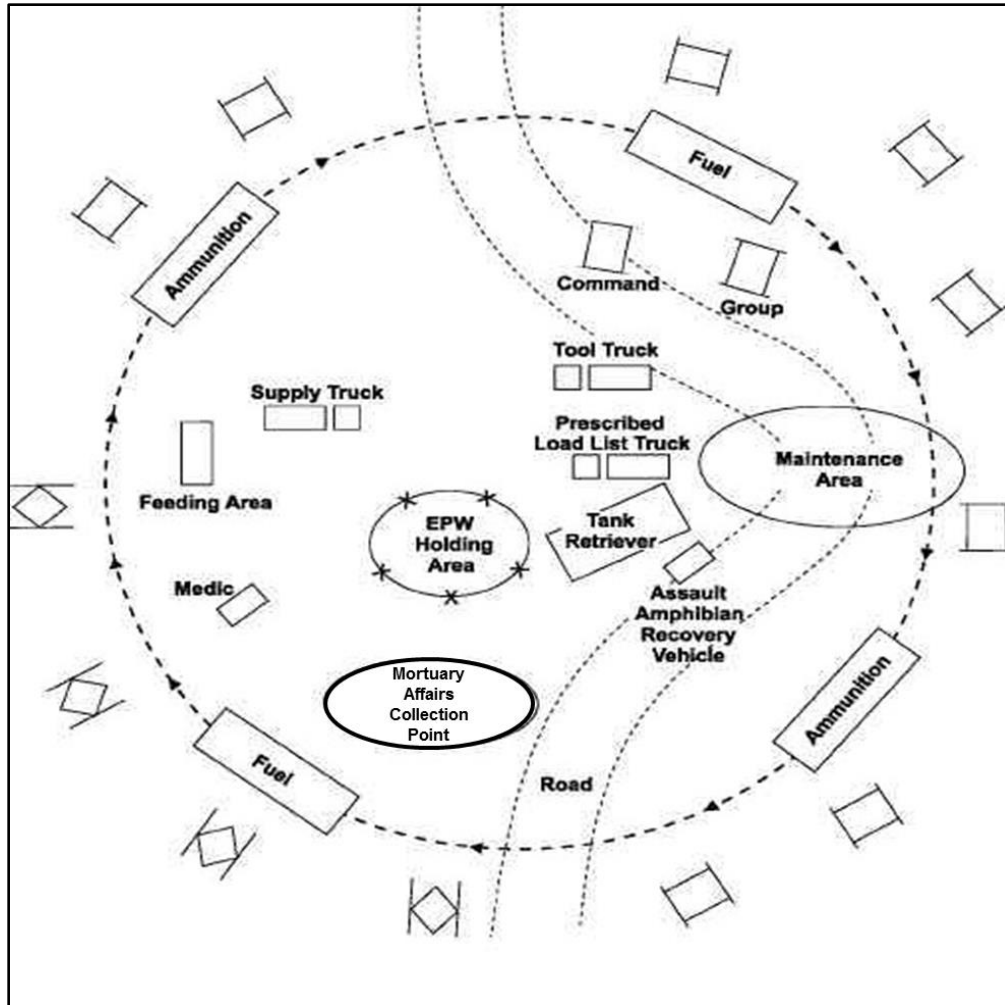 Fuel
Ammunition
Command
Group
Tool Truck
Supply Truck
Prescribed
Load List Truck
Maintenance
Area
Feeding Area
EPW
Holding
Area
Tank
Retriever
Medic
Assault
Amphibian
Recovery
Vehicle
Mortuary
Affairs
Collection
Point
Ammunition
Fuel
Road